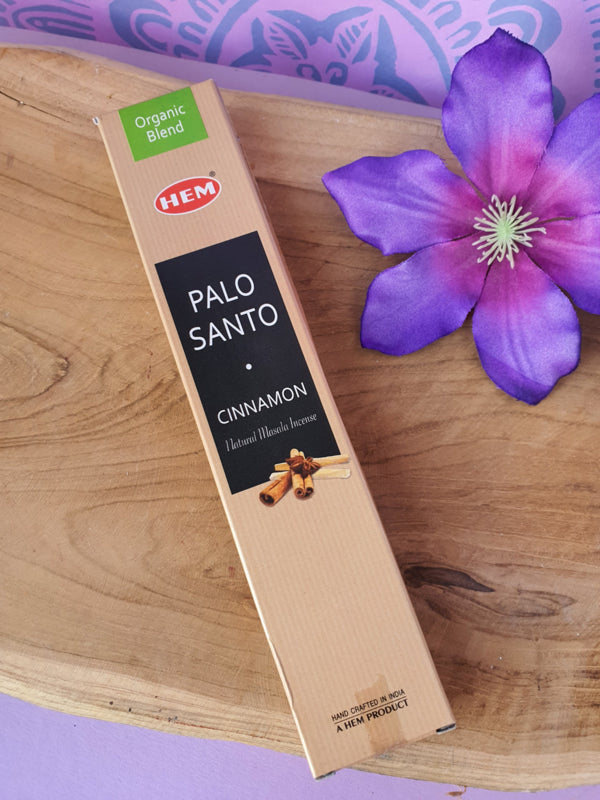 Organic
Blend
HEM®
PALO
SANTO
•
CINNAMON
Natural Masala Incense
HAND CRAFTED IN INDIA
A HEM PRODUCT